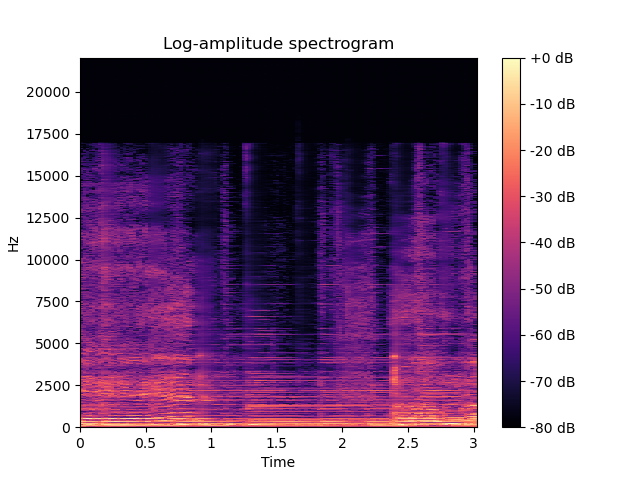 Log-amplitude spectrogram
Hz
20000
17500
15000
12500
10000
7500
5000
2500
0
0 0.5 1 1.5 2 2.5 3
Time
+0 dB
-10 dB
-20 dB
-30 dB
-40 dB
-50 dB
-60 dB
-70 dB
-80 dB